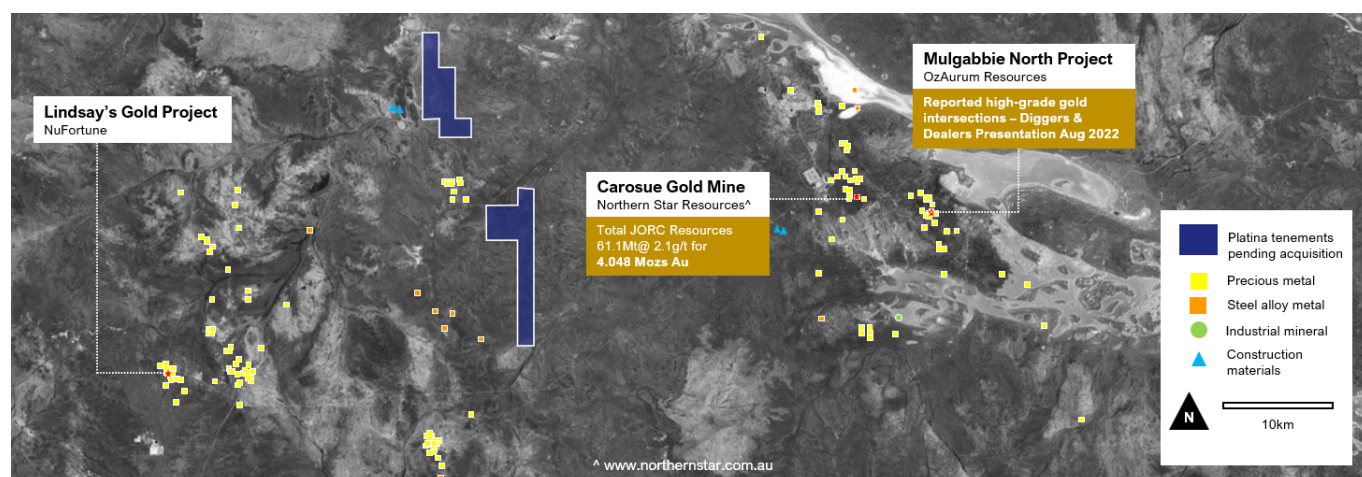 Lindsay's Gold Project
NuFortune
Carosue Gold Mine
Northern Star Resources^
Total JORC Resources
61.1Mt@ 2.1g/t for
4.048 Mozs Au
Mulgabbie North Project
OzAurum Resources
Reported high-grade gold
intersections – Diggers &
Dealers Presentation Aug 2022
Platina tenements
pending acquisition
Precious metal
Steel alloy metal
Industrial mineral
Construction
materials
N
10km
^ www.northernstar.com.au